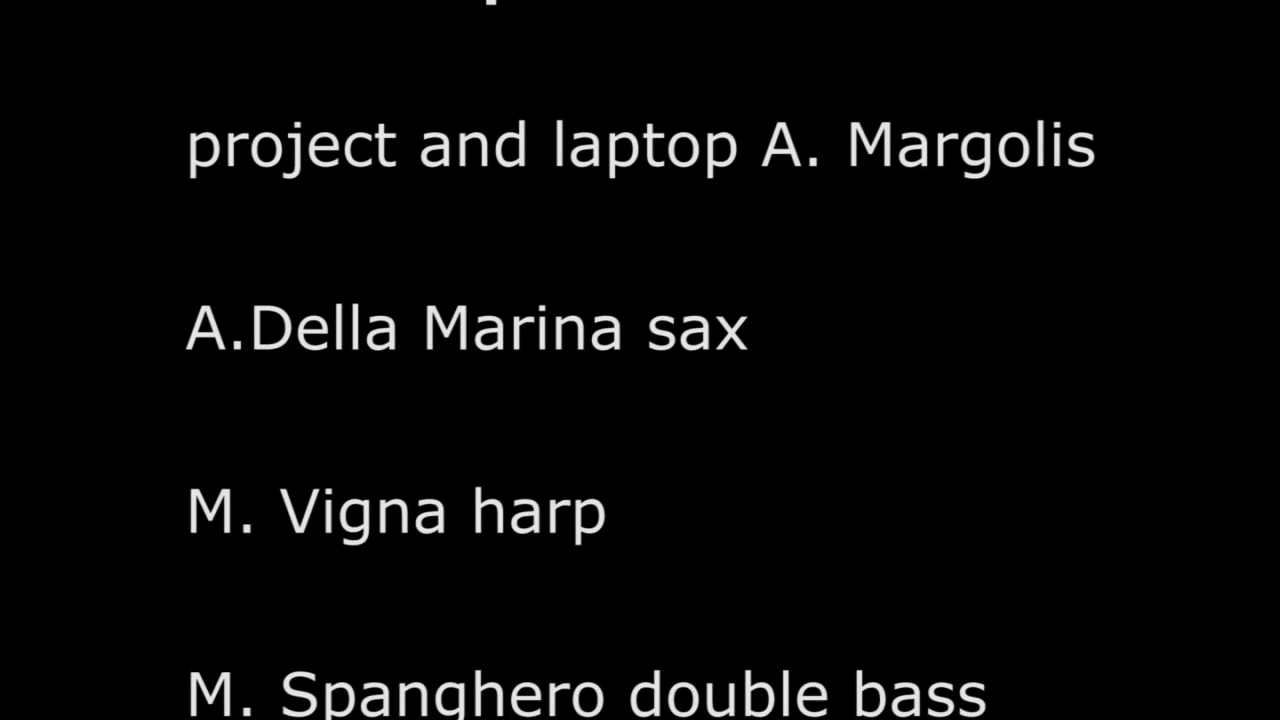 project and laptop A. Margolis
A.Della Marina sax
M. Vigna harp
M. Spanghero double bass